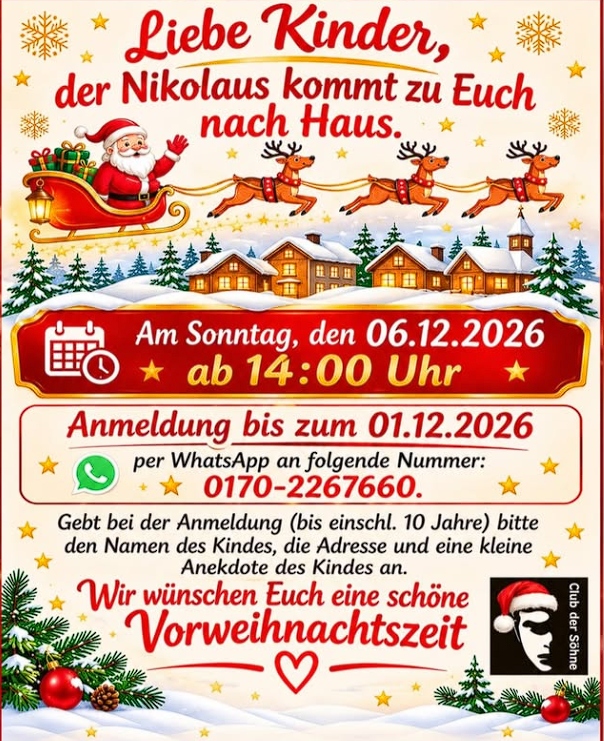 Liebe Kinder,
der Nikolaus kommt zu Euch
nach Haus.
Am Sonntag, den 06.12.2026
ab 14:00 Uhr
Anmeldung bis zum 01.12.2026
per WhatsApp an folgende Nummer:
0170-2267660.
Gebt bei der Anmeldung (bis einschl. 10 Jahre) bitte
den Namen des Kindes, die Adresse und eine kleine
Anekdote des Kindes an.
Wir wünschen Euch eine schöne
Vorweihnachtszeit
Club der Söhne